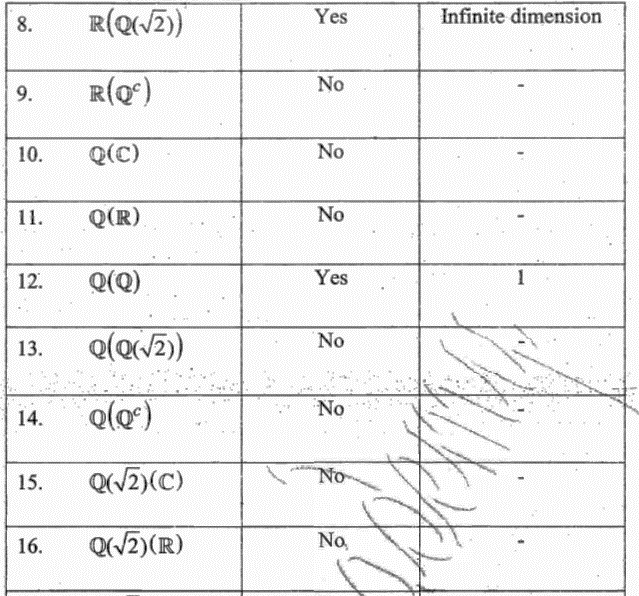 8. ℝ(ℚ(√2)) Yes Infinite dimension
9. ℝ(ℚᶜ) No -
10. ℚ(ℂ) No -
11. ℚ(ℝ) No -
12. ℚ(ℚ) Yes 1
13. ℚ(ℚ(√2)) No -
14. ℚ(ℚᶜ) No -
15. ℚ(√2)(ℂ) No -
16. ℚ(√2)(ℝ) No -